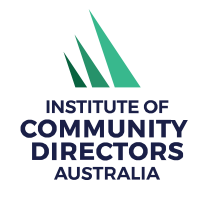 INSTITUTE OF
COMMUNITY
DIRECTORS
AUSTRALIA